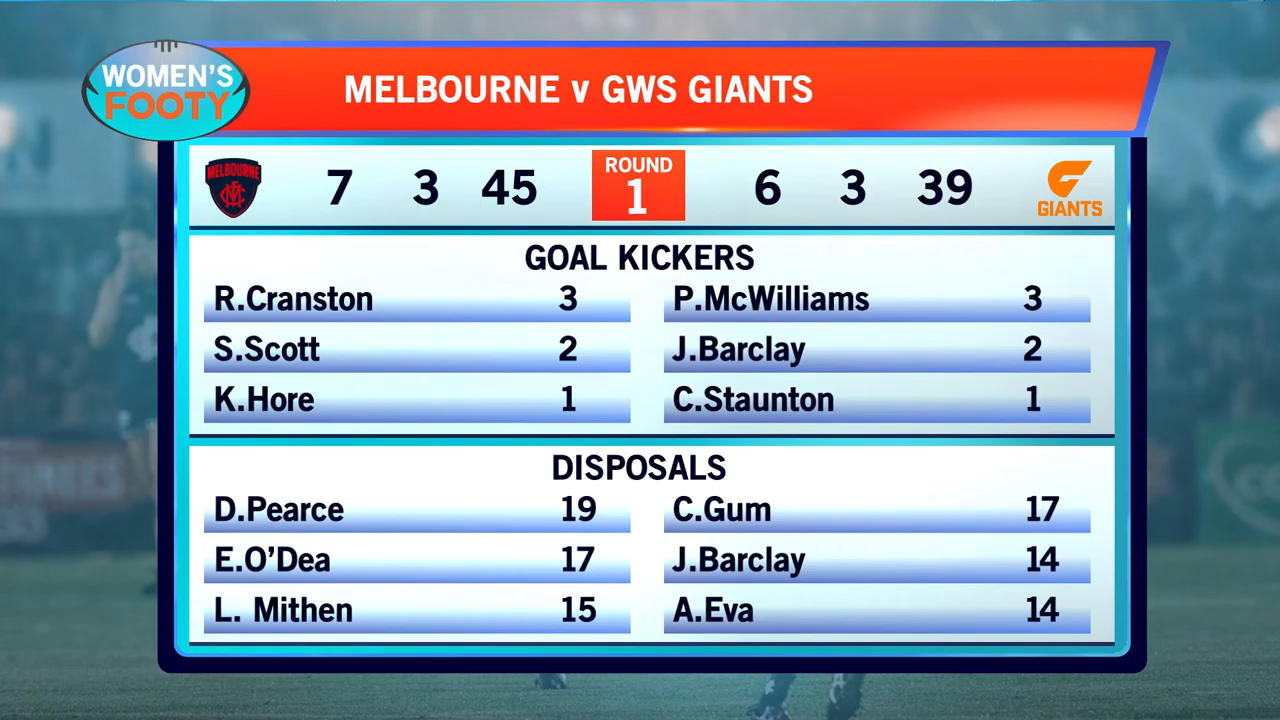 WOMEN'S
FOOTY
MELBOURNE v GWS GIANTS
MELBOURNE
7 3 45
ROUND
1
6 3 39
GIANTS
GOAL KICKERS
R.Cranston 3 P.McWilliams 3
S.Scott 2 J.Barclay 2
K.Hore 1 C.Staunton 1
DISPOSALS
D.Pearce 19 C.Gum 17
E.O'Dea 17 J.Barclay 14
L. Mithen 15 A.Eva 14